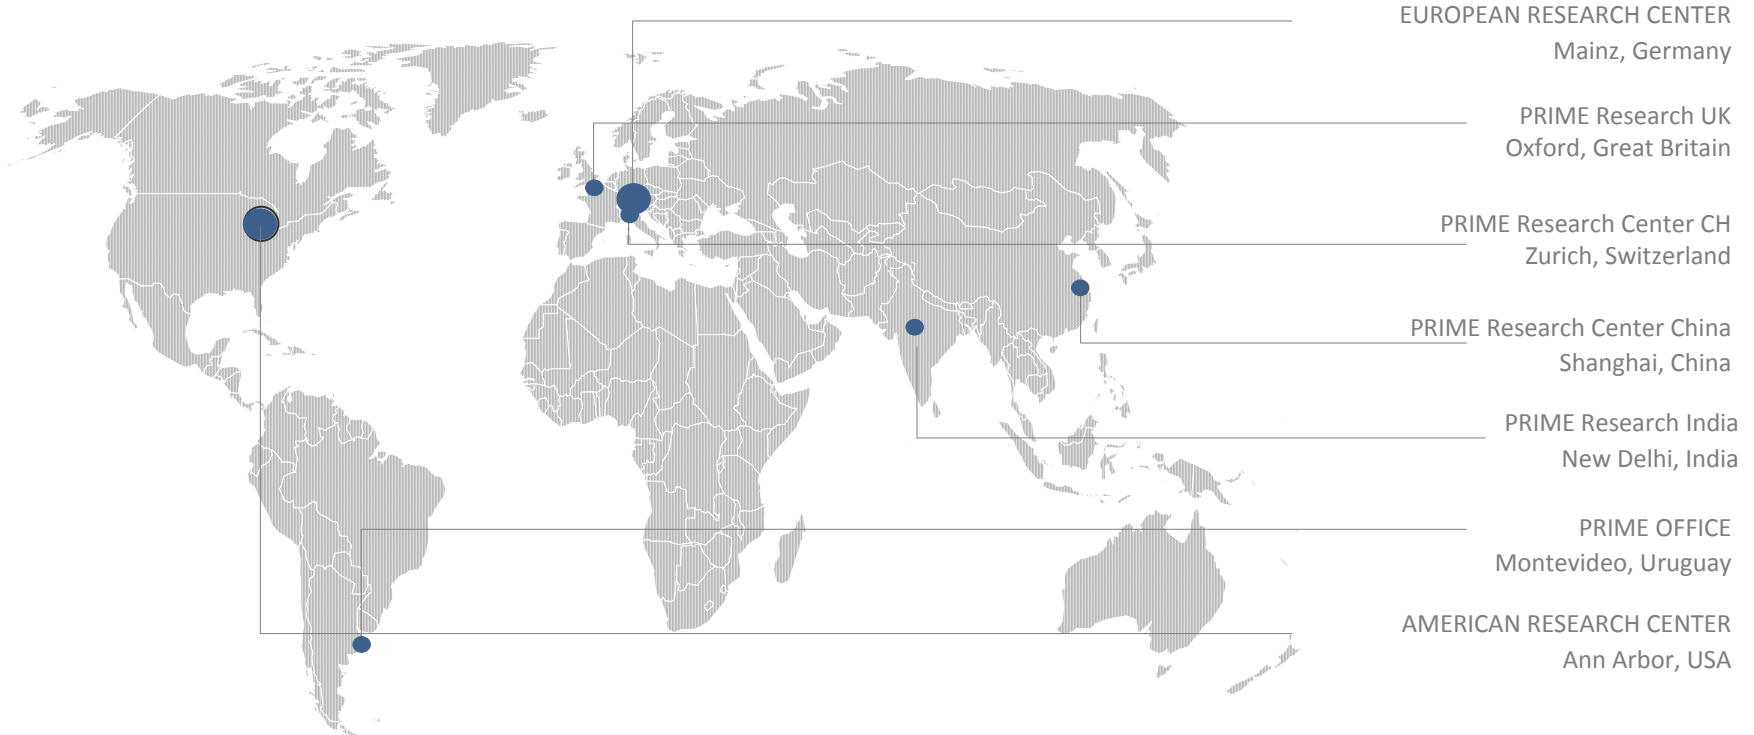 EUROPEAN RESEARCH CENTER
Mainz, Germany
PRIME Research UK
Oxford, Great Britain
PRIME Research Center CH
Zurich, Switzerland
PRIME Research Center China
Shanghai, China
PRIME Research India
New Delhi, India
PRIME OFFICE
Montevideo, Uruguay
AMERICAN RESEARCH CENTER
Ann Arbor, USA